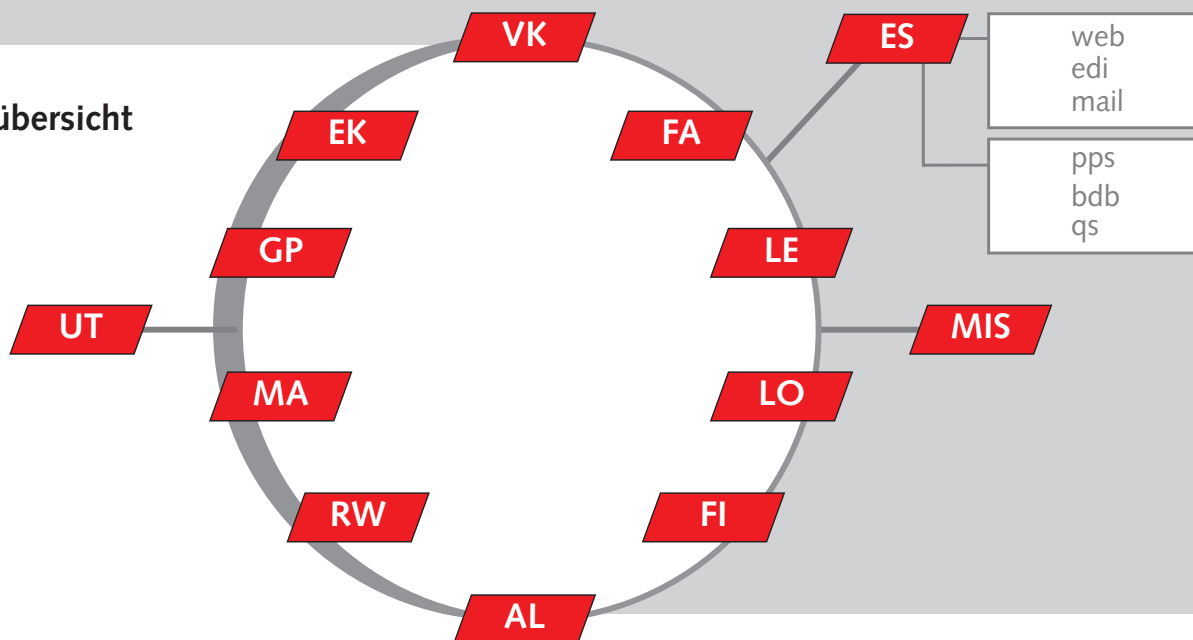 VK
ES
web
edi
mail
übersicht
EK
FA
pps
bdb
qs
GP
LE
UT
MIS
MA
LO
RW
FI
AL